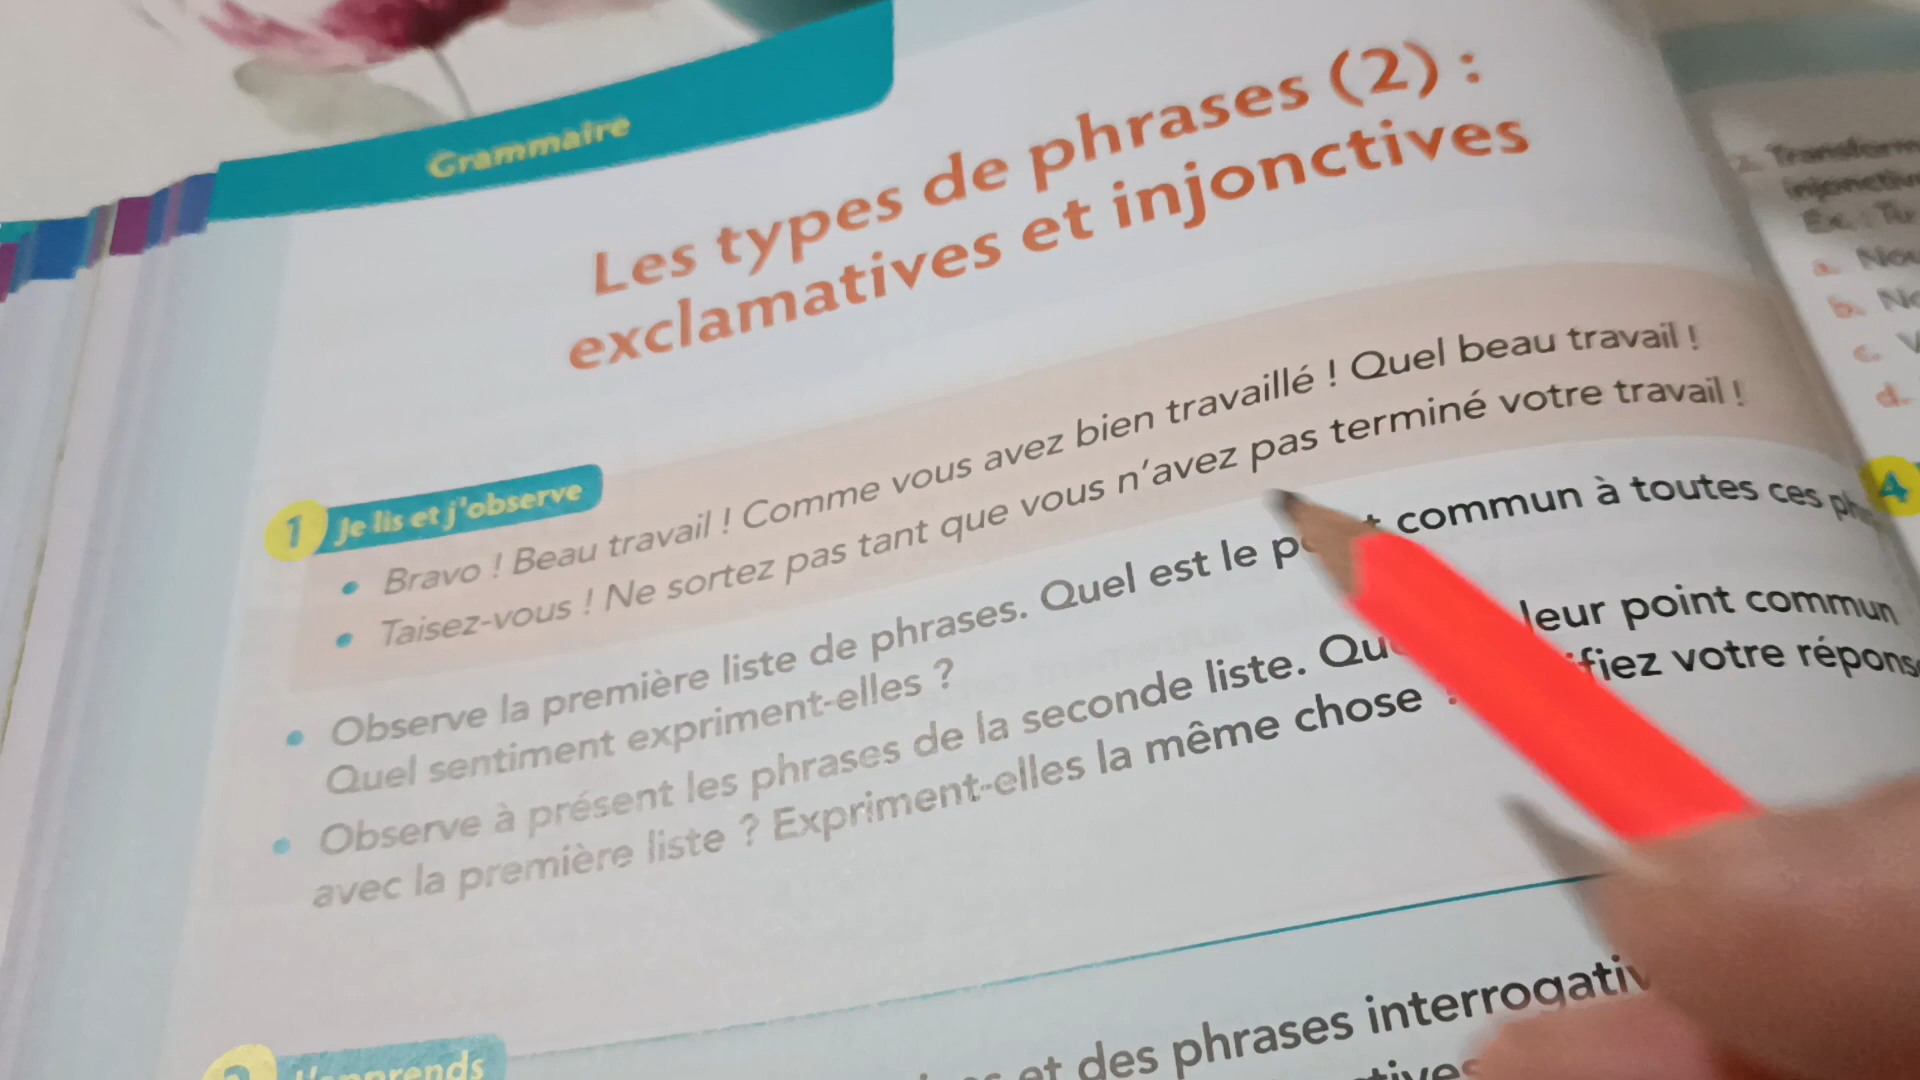 Grammaire
Les types de phrases (2) :
exclamatives et injonctives
1 Je lis et j'observe
• Bravo ! Beau travail ! Comme vous avez bien travaillé ! Quel beau travail !
• Taisez-vous ! Ne sortez pas tant que vous n'avez pas terminé votre travail !
• Observe la première liste de phrases. Quel est le commun à toutes ces
Quel sentiment expriment-elles ?
• Observe à présent les phrases de la seconde liste. leur point commun
avec la première liste ? Expriment-elles la même chose votre
et des phrases
4
a.
b.
c.
d.